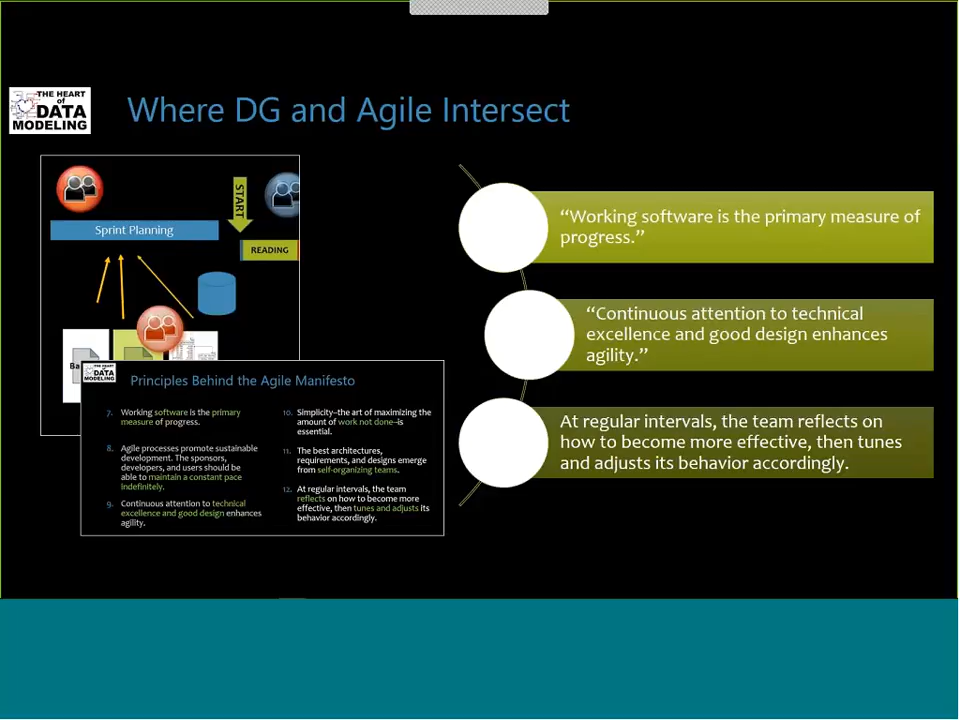 THE HEART
of
DATA
MODELING
Where DG and Agile Intersect
START
Sprint Planning
READING
THE HEART
of
DATA
MODELING
Principles Behind the Agile Manifesto
7. Working software is the primary
measure of progress.
8. Agile processes promote sustainable
development. The sponsors,
developers, and users should be
able to maintain a constant pace
indefinitely.
9. Continuous attention to technical
excellence and good design enhances
agility.
10. Simplicity–the art of maximizing the
amount of work not done–is
essential.
11. The best architectures,
requirements, and designs emerge
from self-organizing teams.
12. At regular intervals, the team
reflects on how to become more
effective, then tunes and adjusts its
behavior accordingly.
“Working software is the primary measure of
progress.”
“Continuous attention to technical
excellence and good design enhances
agility.”
At regular intervals, the team reflects on
how to become more effective, then tunes
and adjusts its behavior accordingly.